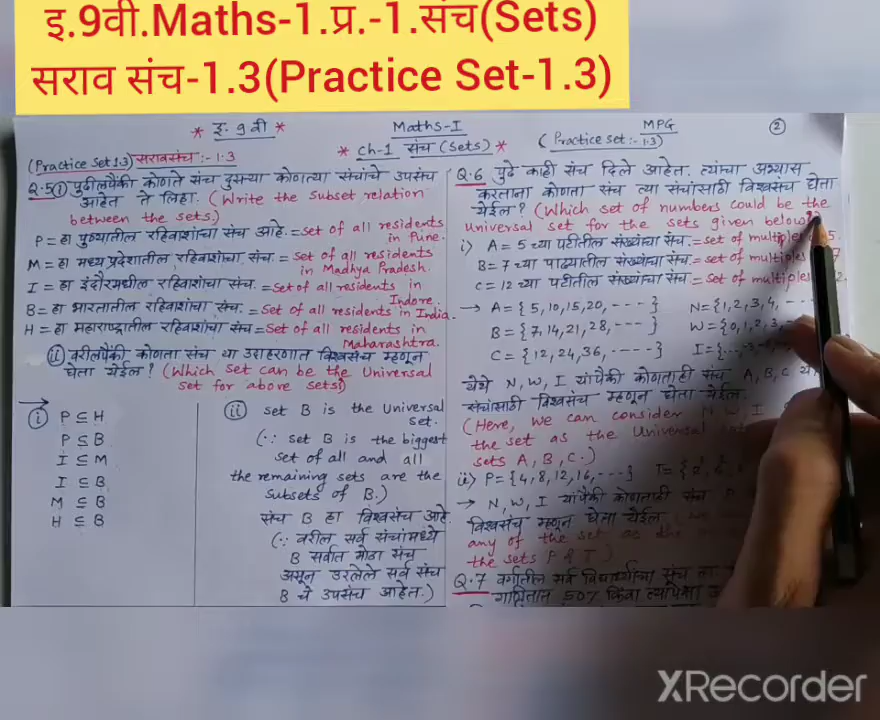 इ.9वी.Maths-1.प्र.-1.संच(Sets)
सराव संच-1.3(Practice Set-1.3)
* इ. 9 वी *
Maths-I
MPG
②
* ch-1 संच (Sets) *
(Practice set :- 1.3)
(Practice Set 1.3) सरावसंच :- 1.3
Q.5 ① पुढीलपैकी कोणते संच दुसऱ्या कोणत्या संचांचे उपसंच
आहेत ते लिहा. (Write the subset relation
between the sets.)
P = हा पुण्यातील रहिवाशांचा संच आहे. = set of all residents
in Pune.
M = हा मध्यप्रदेशातील रहिवाशांचा संच. = Set of all residents
in Madhya Pradesh.
I = हा इंदौरमधील रहिवाशांचा संच. = Set of all residents in
Indore.
B = हा भारतातील रहिवाशांचा संच. = Set of all residents in India.
H = हा महाराष्ट्रातील रहिवाशांचा संच = Set of all residents in
Maharashtra.
ii वरीलपैकी कोणता संच या उदाहरणात विश्वसंच म्हणून
घेता येईल? (Which set can be the Universal
set for above sets)
i P ⊆ H
P ⊆ B
I ⊆ M
I ⊆ B
M ⊆ B
H ⊆ B
ii set B is the Universal
set.
(∵ set B is the biggest
set of all and all
the remaining sets are the
subsets of B.)
संच B हा विश्वसंच आहे.
(∵ वरील सर्व संचांमध्ये
B सर्वात मोठा संच
असून उरलेले सर्व संच
B चे उपसंच आहेत.)
Q.6 पुढे काही संच दिले आहेत. त्यांचा अभ्यास
करताना कोणता संच त्या संचांसाठी विश्वसंच घेता
येईल? (Which set of numbers could be the
universal set for the sets given below?
i) A = 5 च्या पटीतील संख्यांचा संच. = set of multiples 5.
B = 7 च्या पाढ्यातील संख्यांचा संच. = set of multiples 7
C = 12 च्या पटीतील संख्यांचा संच = set of multiples 2.
→ A = {5, 10, 15, 20, ---- } N = {1, 2, 3, 4, ---
B = {7, 14, 21, 28, --- } W = {0, 1, 2, 3, --
C = {12, 24, 36, ----- } I = {
येथे N, W, I यांपैकी कोणताही संच A, B, C
संचांसाठी विश्वसंच म्हणून घेता येईल.
(Here, we can consider N W, I
the set as the Universal
sets A, B, C.)
ii) P = {4, 8, 12, 16, ---} T = {
→ N, W, I यांपैकी कोणताही संच
विश्वसंच म्हणून घेता येईल
any of the set as the
the sets P & T)
Q.7 वर्गातील सर्व विद्यार्थ्यांचा संच
गणितात 50% किंवा त्यापेक्षा
XRecorder